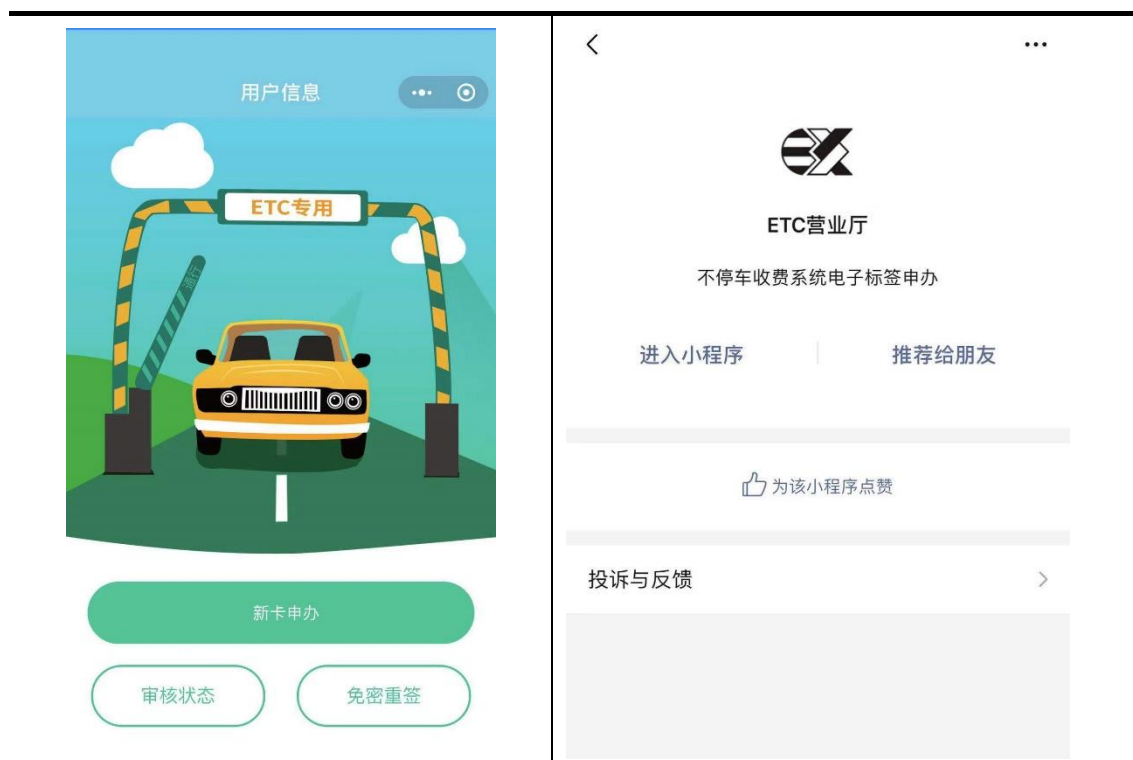 用户信息
ETC专用
通行
新卡申办
审核状态
免密重签
ETC营业厅
不停车收费系统电子标签申办
进入小程序
推荐给朋友
为该小程序点赞
投诉与反馈